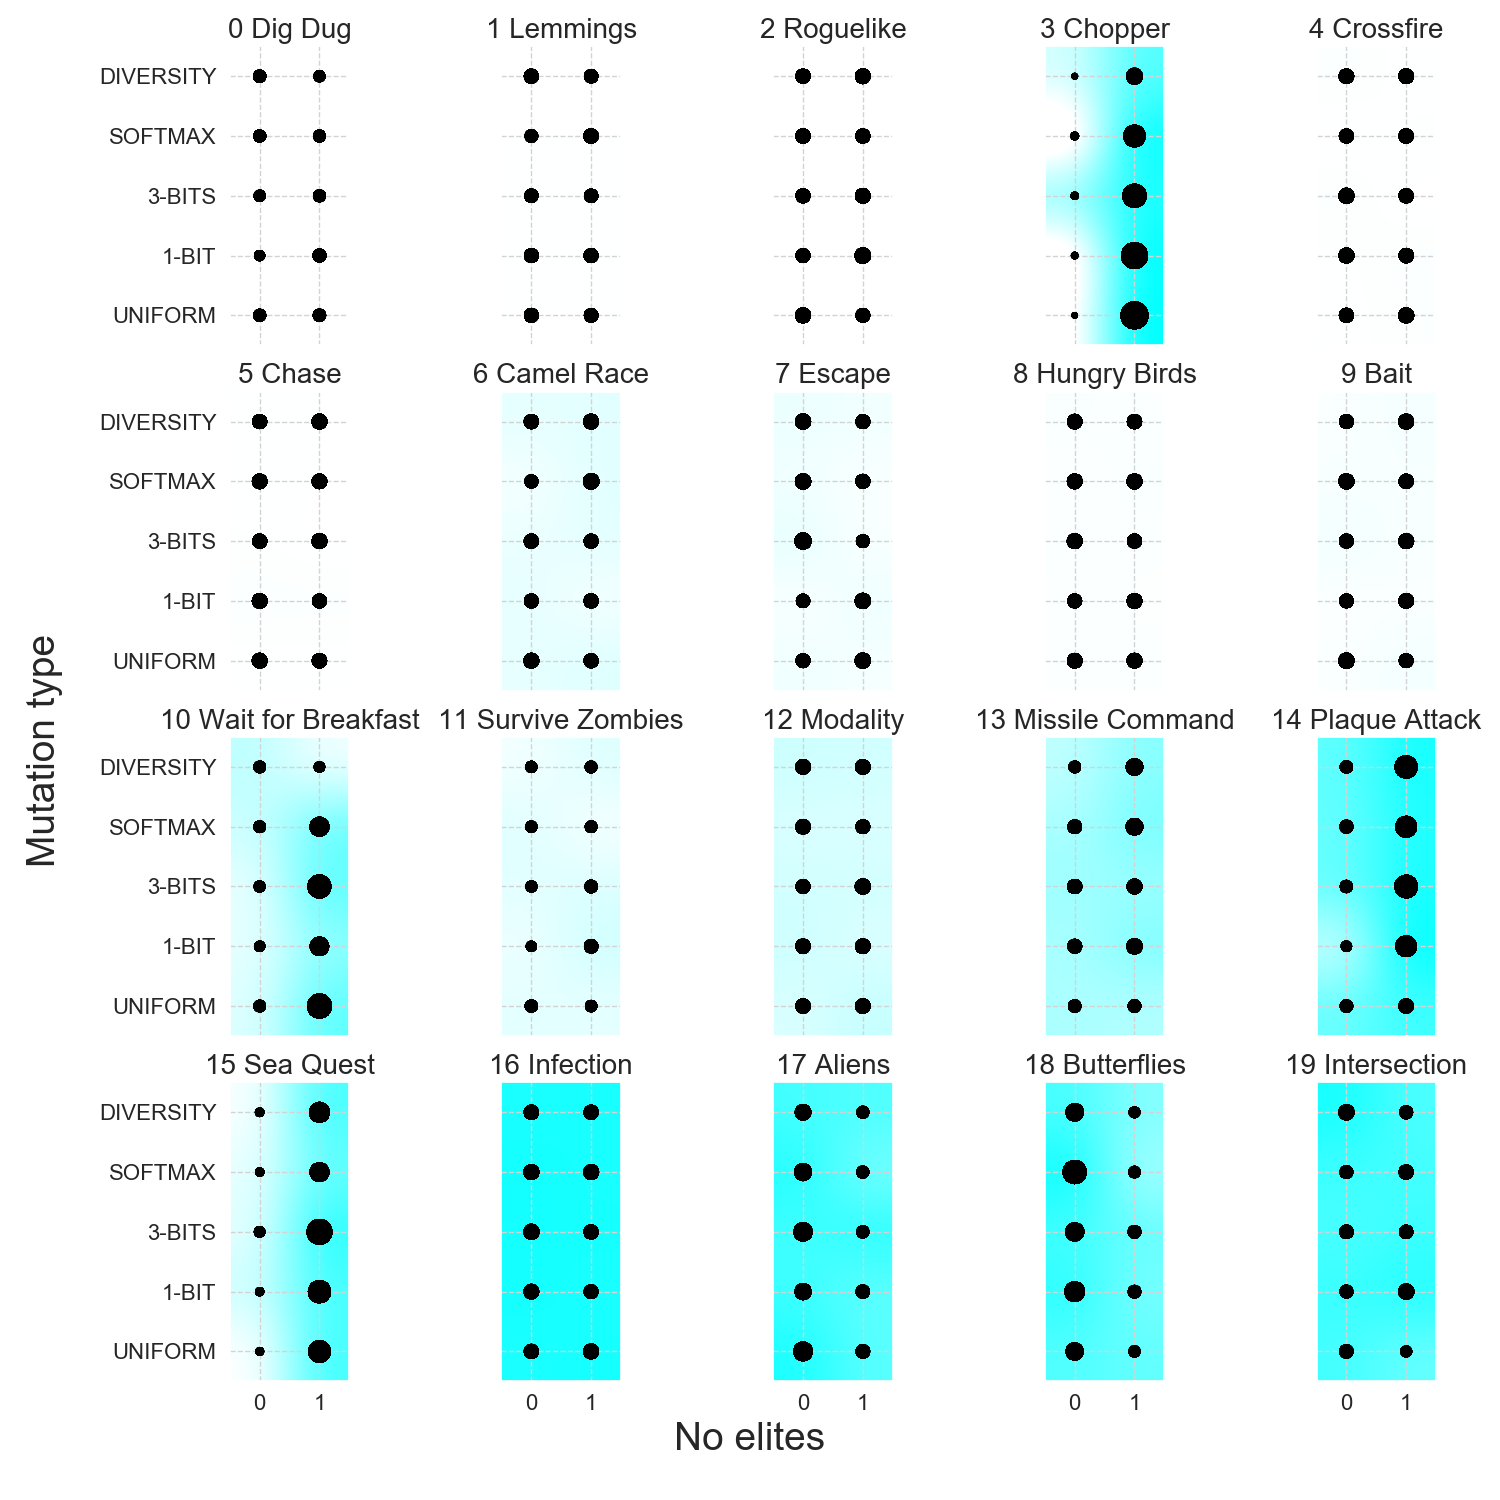 0 Dig Dug
1 Lemmings
2 Roguelike
3 Chopper
4 Crossfire
DIVERSITY
SOFTMAX
3-BITS
1-BIT
UNIFORM
5 Chase
6 Camel Race
7 Escape
8 Hungry Birds
9 Bait
DIVERSITY
SOFTMAX
3-BITS
1-BIT
UNIFORM
Mutation type
10 Wait for Breakfast
11 Survive Zombies
12 Modality
13 Missile Command
14 Plaque Attack
DIVERSITY
SOFTMAX
3-BITS
1-BIT
UNIFORM
15 Sea Quest
16 Infection
17 Aliens
18 Butterflies
19 Intersection
DIVERSITY
SOFTMAX
3-BITS
1-BIT
UNIFORM
0 1 0 1 0 1 0 1 0 1
No elites